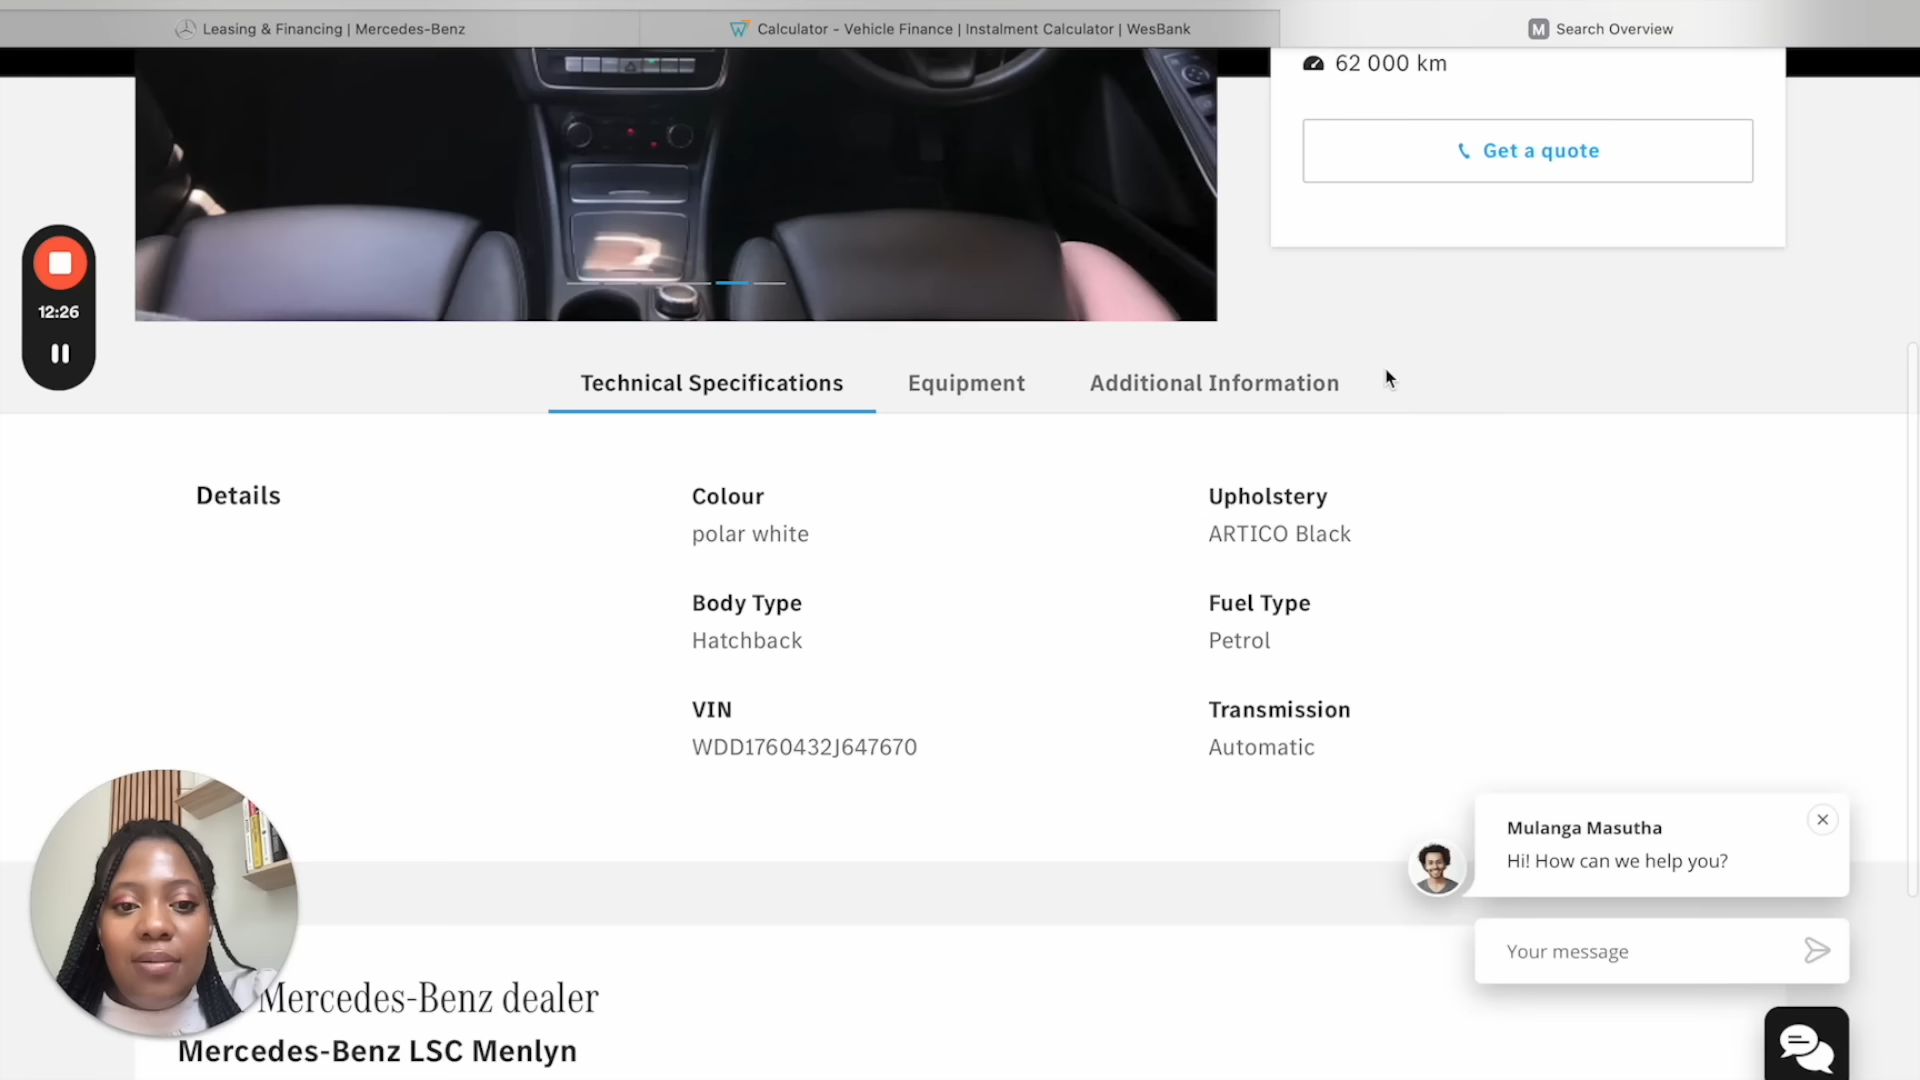 Leasing & Financing | Mercedes-Benz
Calculator - Vehicle Finance | Instalment Calculator | WesBank
M Search Overview
62 000 km
Get a quote
12:26
Technical Specifications
Equipment
Additional Information
Details
Colour
polar white
Upholstery
ARTICO Black
Body Type
Hatchback
Fuel Type
Petrol
VIN
WDD1760432J647670
Transmission
Automatic
Mulanga Masutha
Hi! How can we help you?
Your message
Mercedes-Benz dealer
Mercedes-Benz LSC Menlyn